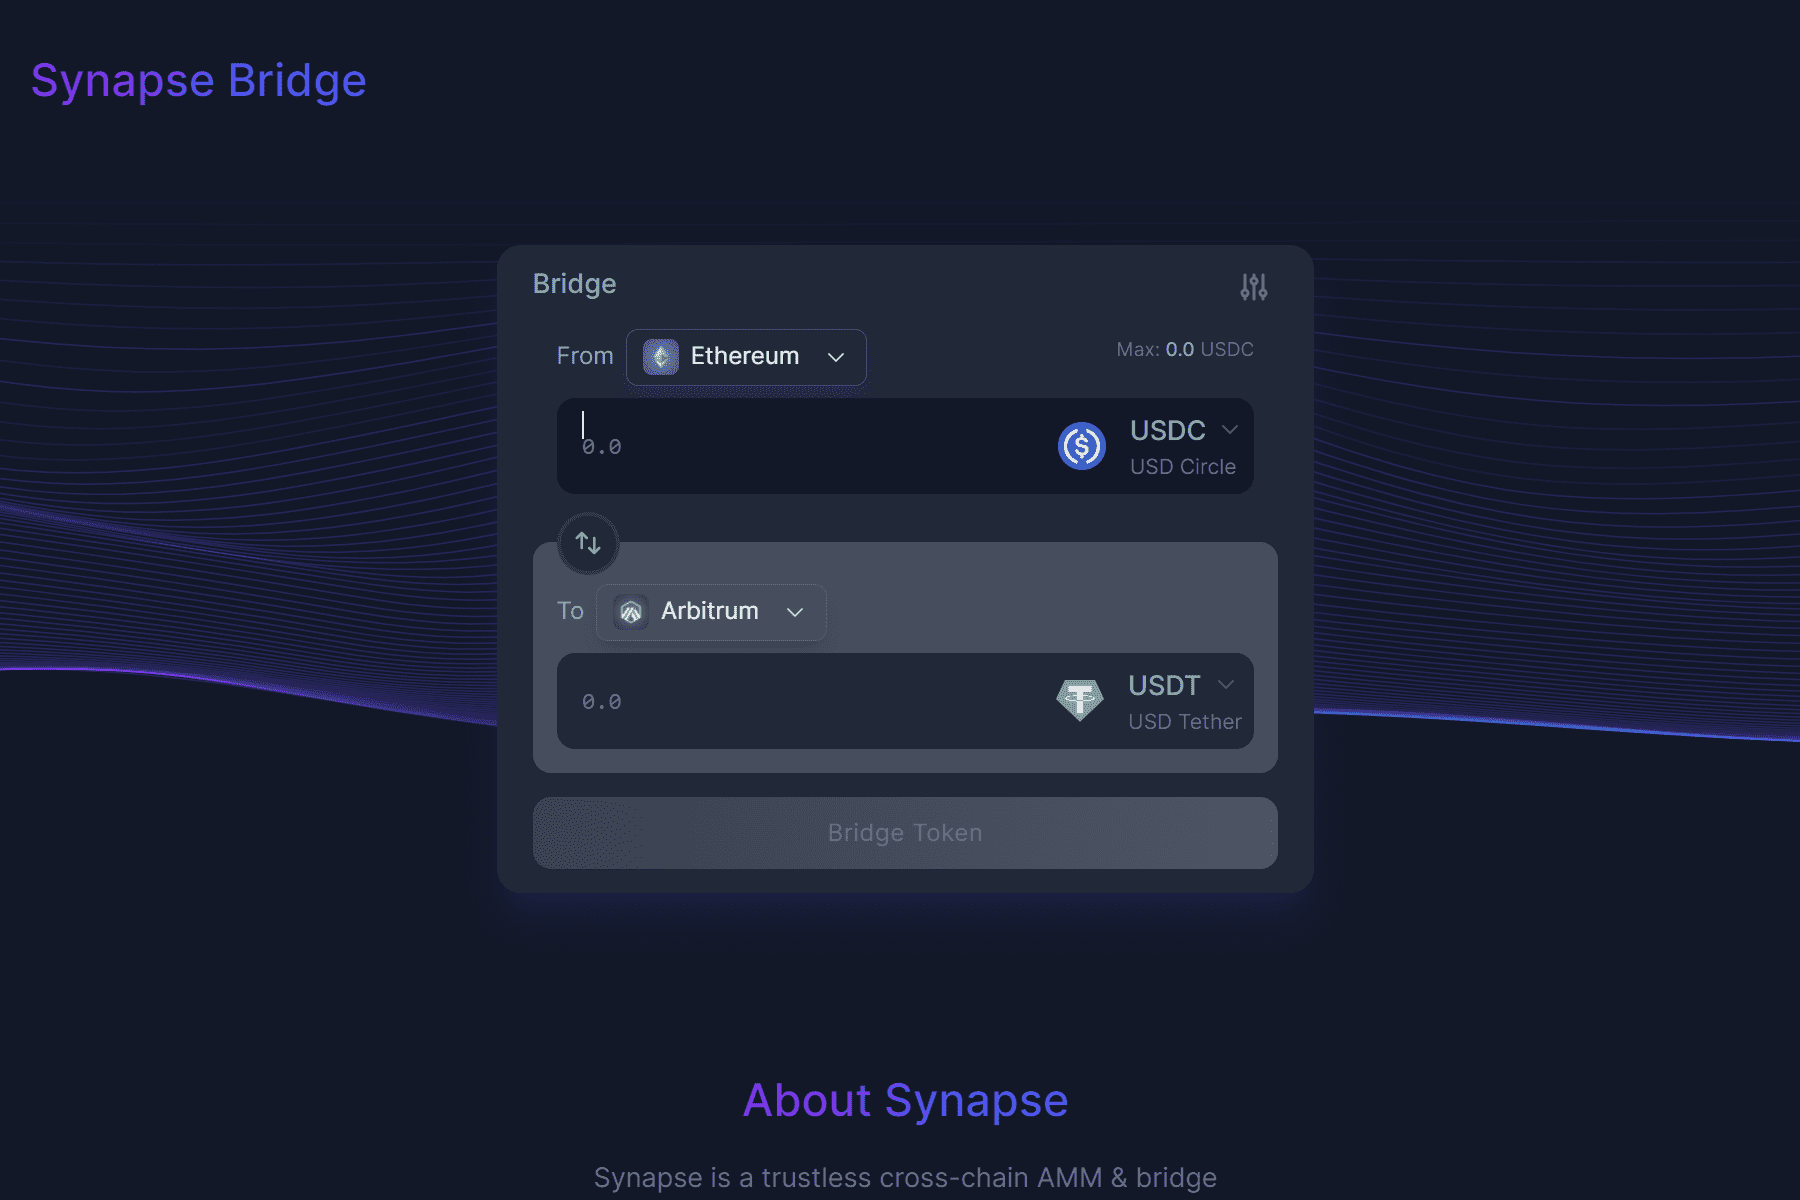 Synapse Bridge
Bridge
From Ethereum Max: 0.0 USDC
0.0 USDC
USD Circle
To Arbitrum
0.0 USDT
USD Tether
Bridge Token
About Synapse
Synapse is a trustless cross-chain AMM & bridge